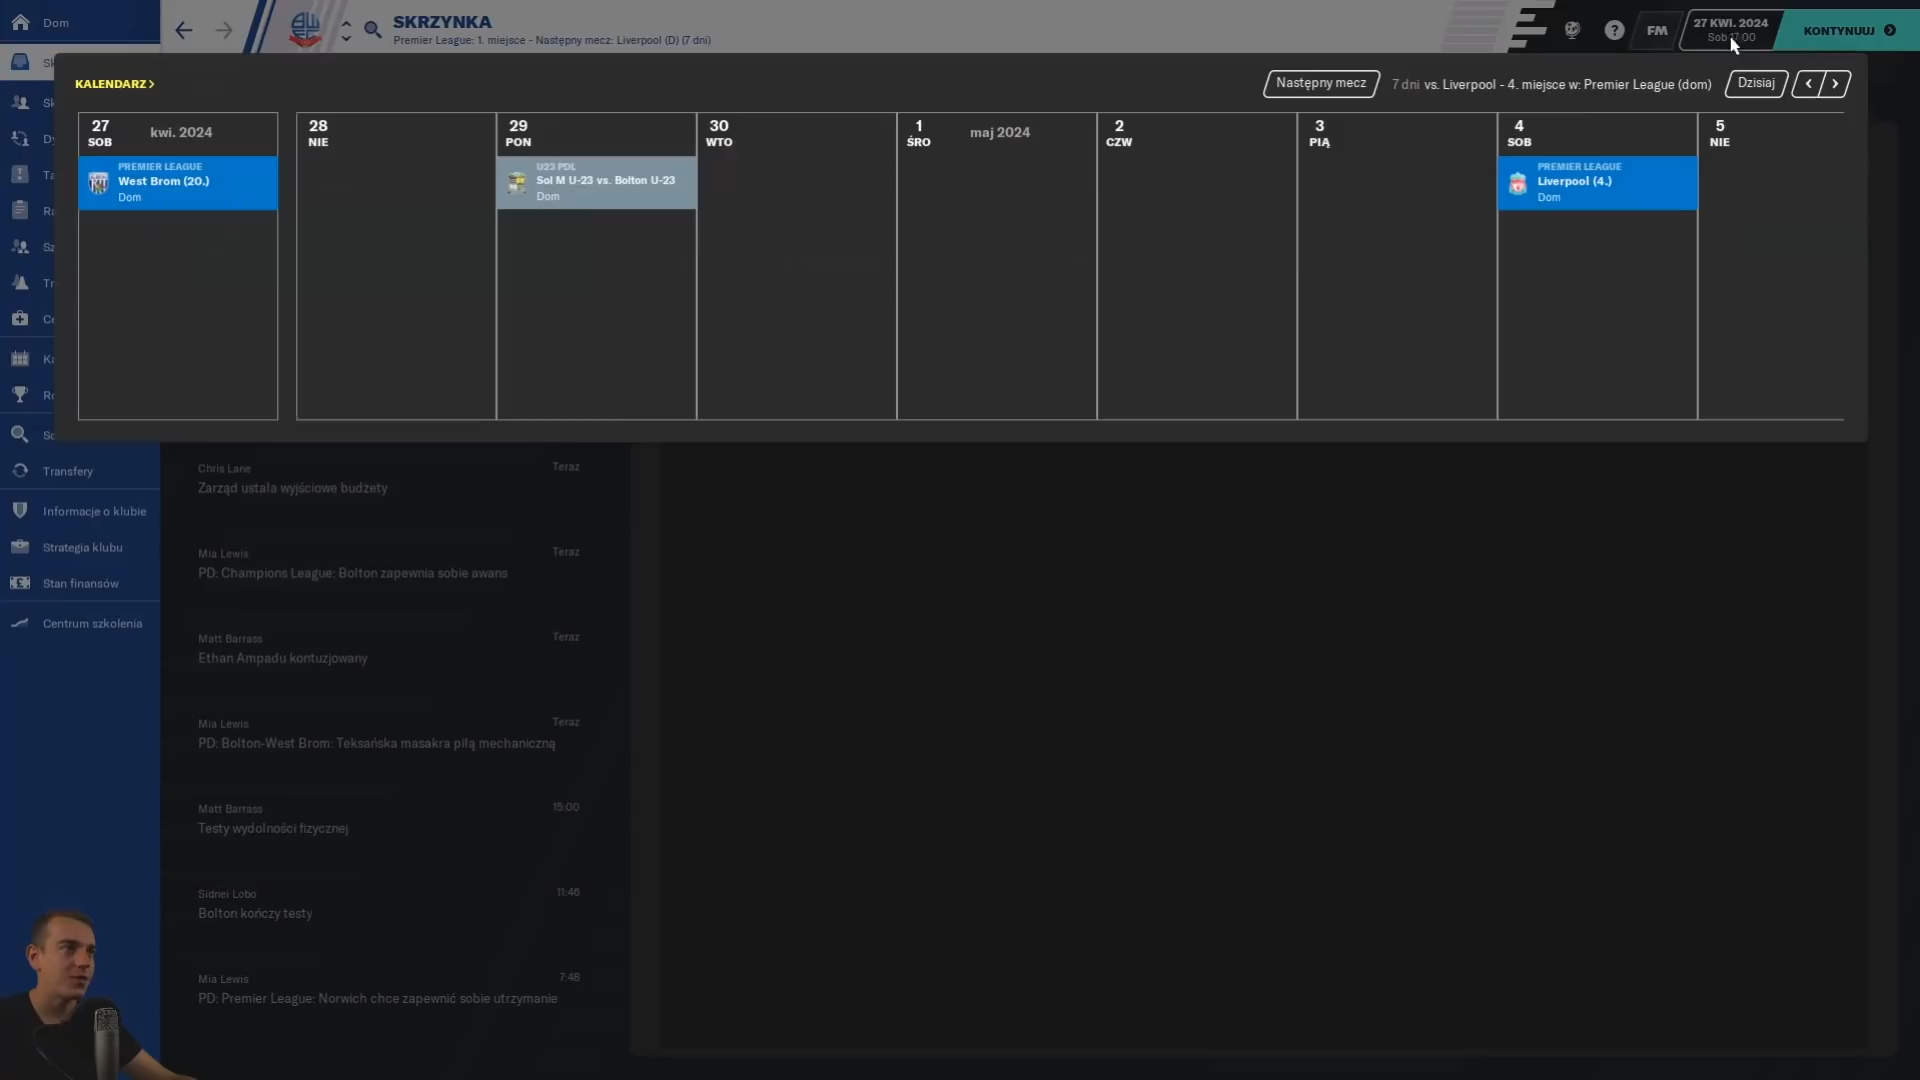 Dom
SKRZYNKA
Premier League: 1. miejsce - Następny mecz: Liverpool (D) (7 dni)
FM
27 KWI. 2024
Sob 17:00
KONTYNUUJ
KALENDARZ >
Następny mecz
7 dni vs. Liverpool - 4. miejsce w: Premier League (dom)
Dzisiaj
27 SOB
kwi. 2024
28 NIE
29 PON
30 WTO
1 ŚRO
maj 2024
2 CZW
3 PIĄ
4 SOB
5 NIE
PREMIER LEAGUE
West Brom (20.)
Dom
U23 PDL
Sol M U-23 vs. Bolton U-23
Dom
PREMIER LEAGUE
Liverpool (4.)
Dom
Transfery
Informacje o klubie
Strategia klubu
Stan finansów
Centrum szkolenia
Chris Lane
Teraz
Zarząd ustala wyjściowe budżety
Mia Lewis
Teraz
PD: Champions League: Bolton zapewnia sobie awans
Matt Barrass
Teraz
Ethan Ampadu kontuzjowany
Mia Lewis
Teraz
PD: Bolton-West Brom: Teksańska masakra piłą mechaniczną
Matt Barrass
15:00
Testy wydolności fizycznej
Sidnei Lobo
11:46
Bolton kończy testy
Mia Lewis
7:48
PD: Premier League: Norwich chce zapewnić sobie utrzymanie